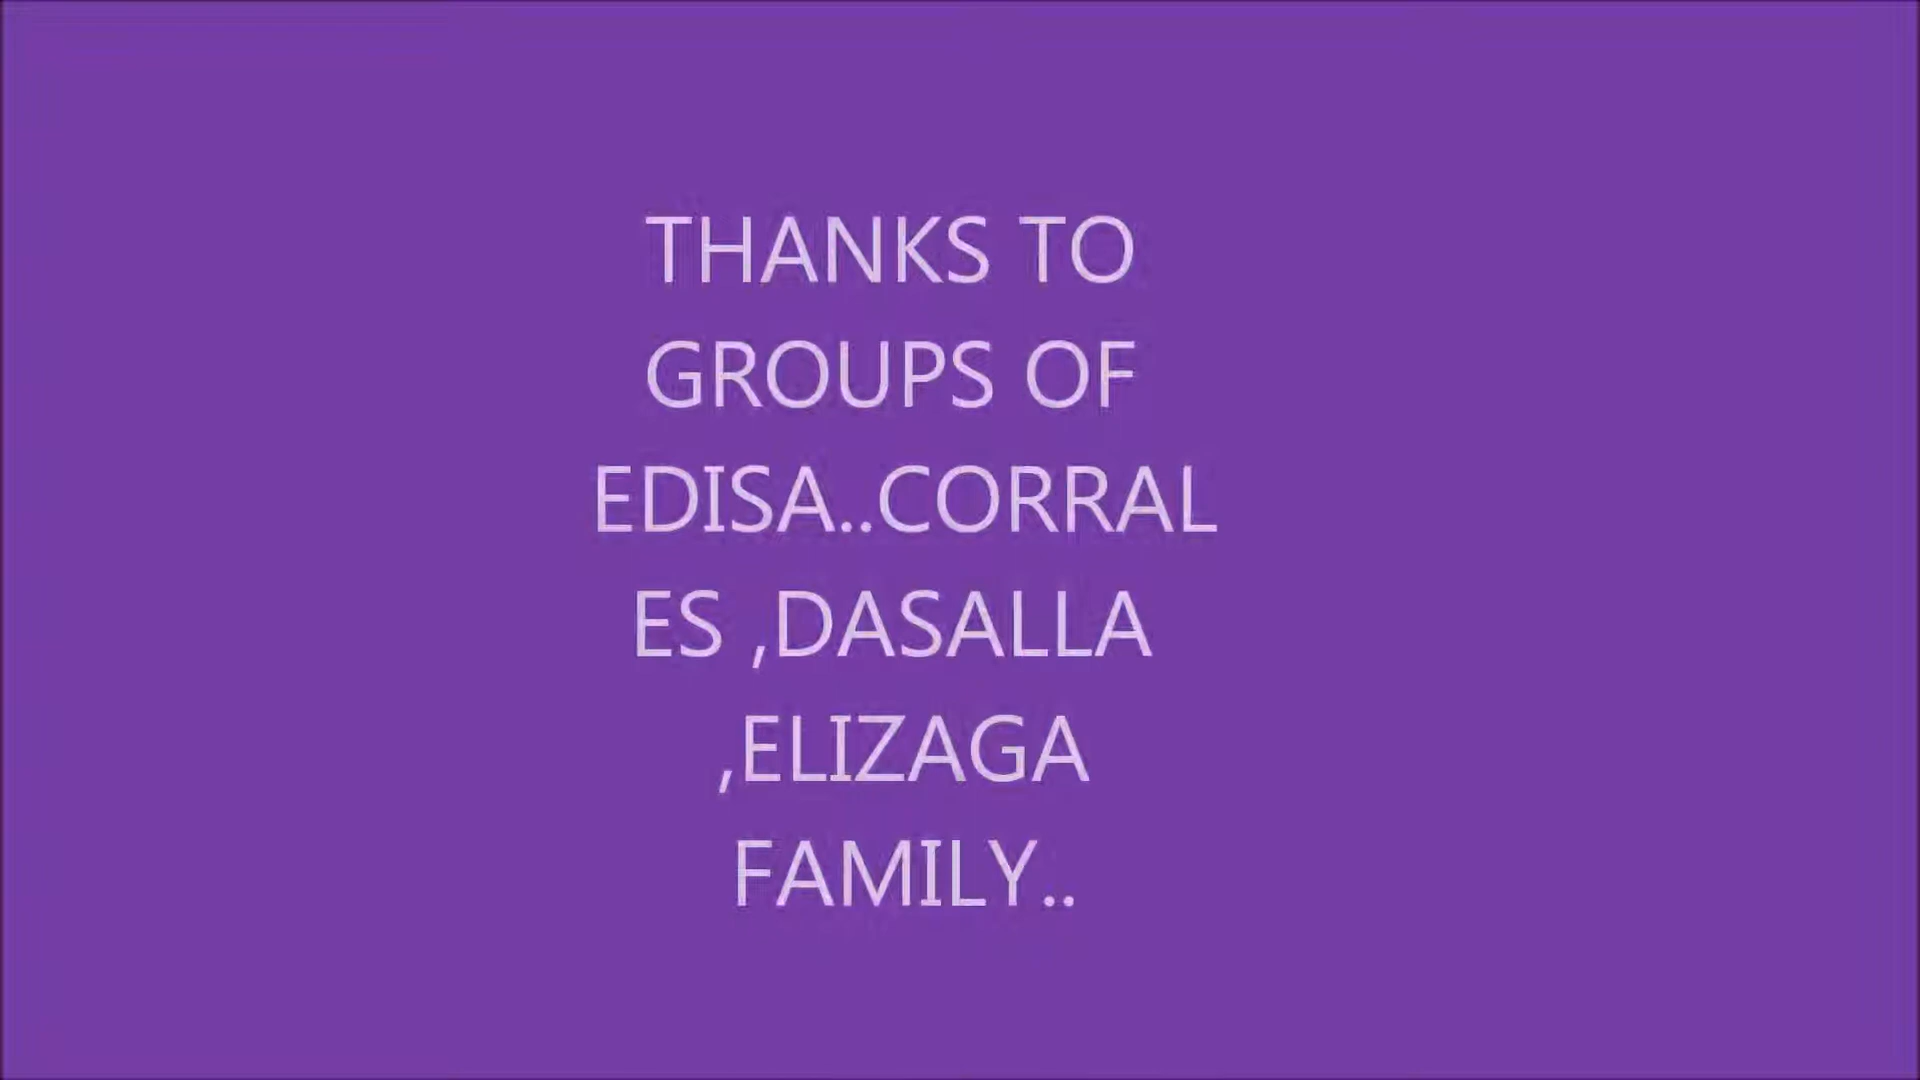 THANKS TO
GROUPS OF
EDISA..CORRAL
ES ,DASALLA
,ELIZAGA
FAMILY..